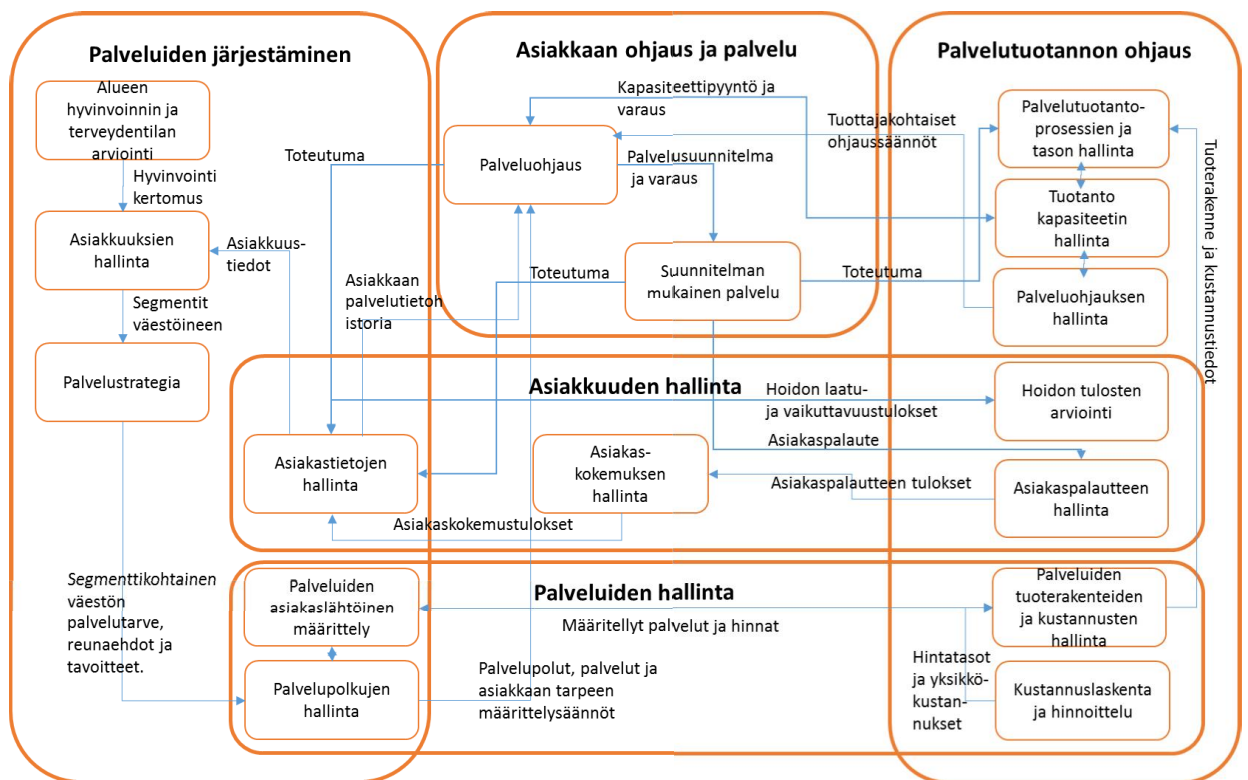 Palveluiden järjestäminen
Asiakkaan ohjaus ja palvelu
Palvelutuotannon ohjaus
Alueen
hyvinvoinnin ja
terveydentilan
arviointi
Hyvinvointi
kertomus
Asiakkuuksien
hallinta
Asiakkuus-
tiedot
Segmentit
väestöineen
Palvelustrategia
Toteutuma
Kapasiteettipyyntö ja
varaus
Palveluohjaus
Tuottajakohtaiset
ohjaussäännöt
Palvelusuunnitelma
ja varaus
Asiakkaan
palvelutietoh
istoria
Toteutuma
Suunnitelman
mukainen palvelu
Toteutuma
Palvelutuotanto-
prosessien ja
tason hallinta
Tuotanto
kapasiteetin
hallinta
Palveluohjauksen
hallinta
Tuoterakenne ja kustannustiedot
Asiakkuuden hallinta
Hoidon laatu-
ja vaikuttavuustulokset
Hoidon tulosten
arviointi
Asiakaspalaute
Asiakastietojen
hallinta
Asiakas-
kokemuksen
hallinta
Asiakaspalautteen tulokset
Asiakaspalautteen
hallinta
Asiakaskokemustulokset
Segmenttikohtainen
väestön
palvelutarve,
reunaehdot ja
tavoitteet.
Palveluiden
asiakaslähtöinen
määrittely
Palveluiden hallinta
Määritellyt palvelut ja hinnat
Palveluiden
tuoterakenteiden
ja kustannusten
hallinta
Palvelupolkujen
hallinta
Palvelupolut, palvelut ja
asiakkaan tarpeen
määrittelysäännöt
Hintatasot
ja yksikkö-
kustan-
nukset
Kustannuslaskenta
ja hinnoittelu